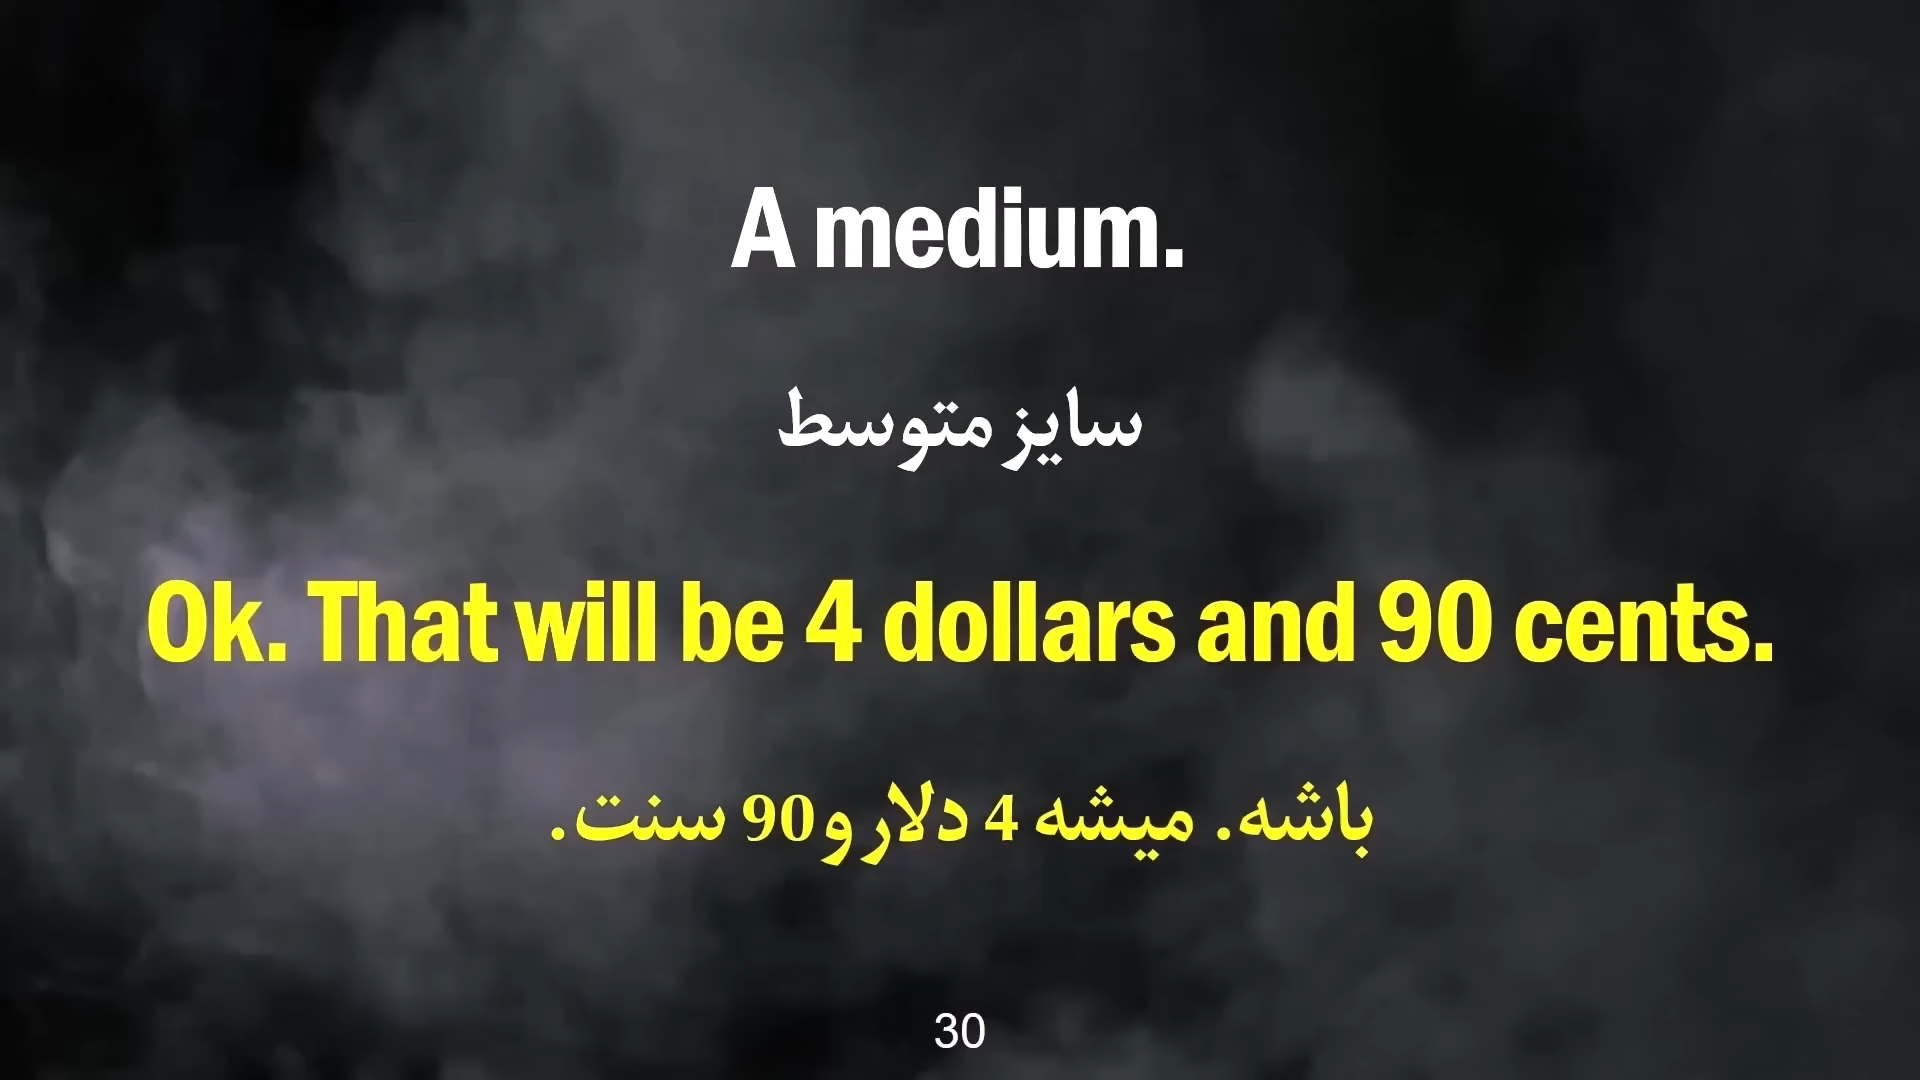 A medium.
سایز متوسط
Ok. That will be 4 dollars and 90 cents.
باشه. میشه 4 دلار و 90 سنت.
30